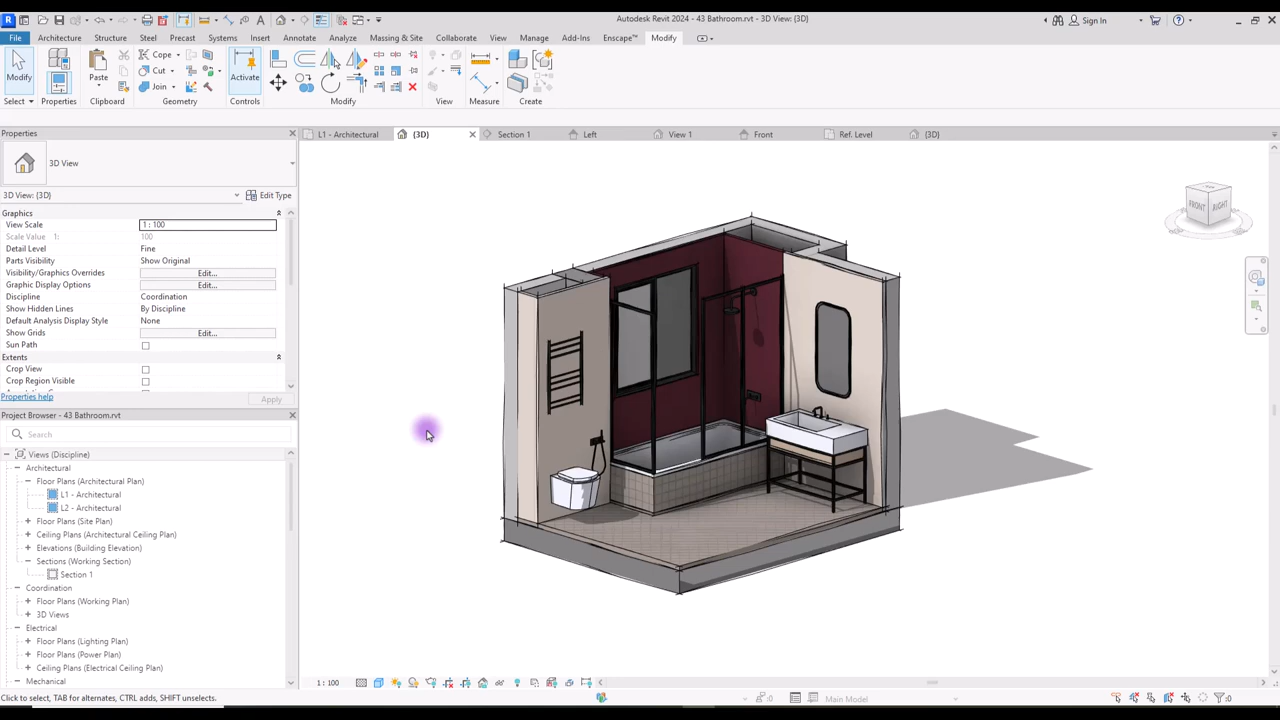 Autodesk Revit 2024 - 43 Bathroom.rvt - 3D View: {3D}
Sign In
File Architecture Structure Steel Precast Systems Insert Annotate Analyze Massing & Site Collaborate View Manage Add-Ins Enscape™ Modify
Modify Paste Cope Cut Join Activate
Select Properties Clipboard Geometry Controls Modify View Measure Create
Properties
L1 - Architectural {3D} Section 1 Left View 1 Front Ref. Level {3D}
3D View
3D View: {3D} Edit Type
Graphics
View Scale 1 : 100
Scale Value 1: 100
Detail Level Fine
Parts Visibility Show Original
Visibility/Graphics Overrides Edit...
Graphic Display Options Edit...
Discipline Coordination
Show Hidden Lines By Discipline
Default Analysis Display Style None
Show Grids Edit...
Sun Path
Extents
Crop View
Crop Region Visible
Properties help Apply
Project Browser - 43 Bathroom.rvt
Search
Views (Discipline)
Architectural
Floor Plans (Architectural Plan)
L1 - Architectural
L2 - Architectural
Floor Plans (Site Plan)
Ceiling Plans (Architectural Ceiling Plan)
Elevations (Building Elevation)
Sections (Working Section)
Section 1
Coordination
Floor Plans (Working Plan)
3D Views
Electrical
Floor Plans (Lighting Plan)
Floor Plans (Power Plan)
Ceiling Plans (Electrical Ceiling Plan)
Mechanical
FRONT RIGHT
1 : 100
Click to select, TAB for alternates, CTRL adds, SHIFT unselects.
:0 Main Model :0